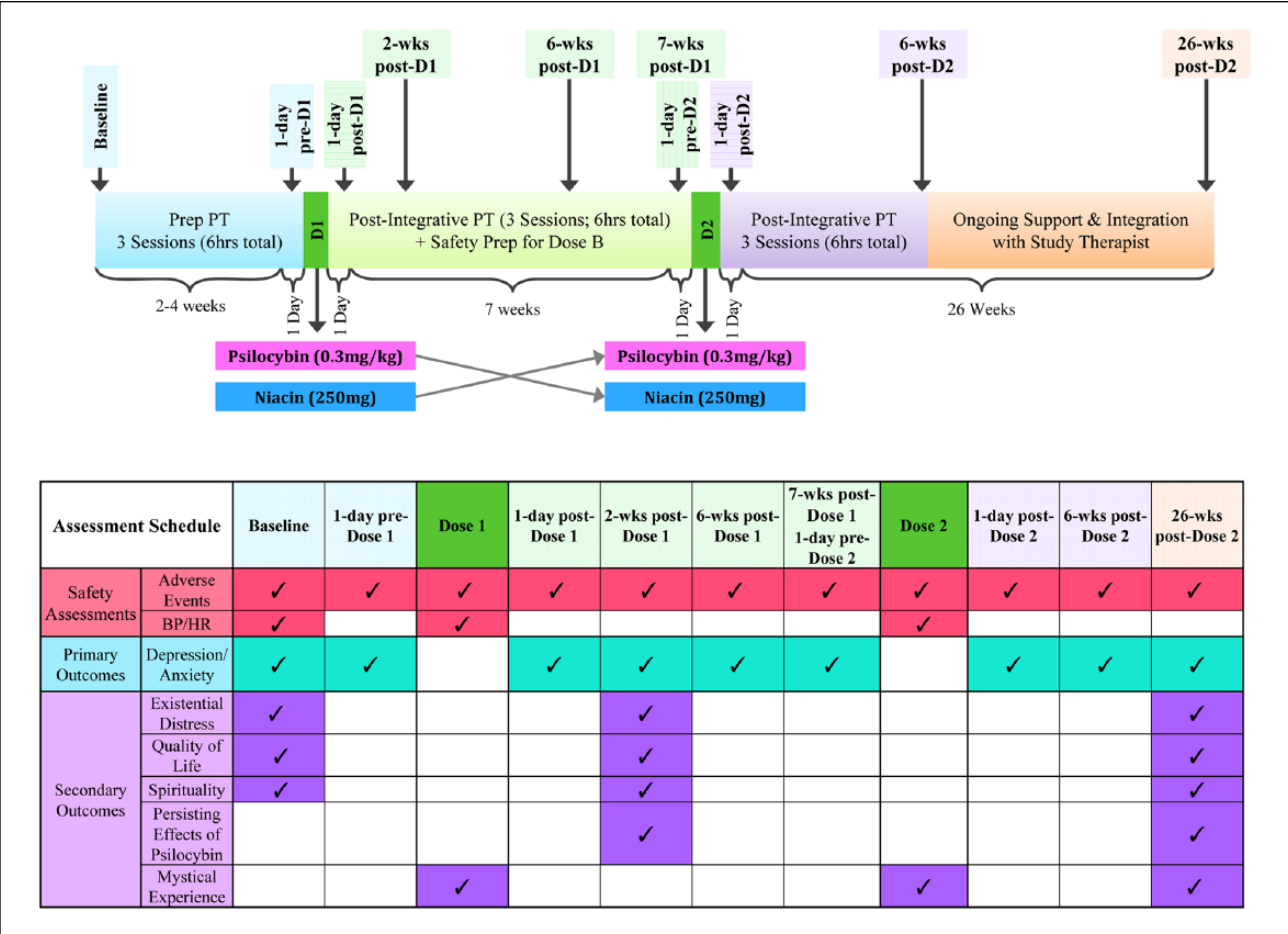 2-wks
post-D1
6-wks
post-D1
7-wks
post-D1
6-wks
post-D2
26-wks
post-D2
Baseline
1-day
pre-D1
1-day
post-D1
1-day
pre-D2
1-day
post-D2
Prep PT
3 Sessions (6hrs total)
D1
Post-Integrative PT (3 Sessions; 6hrs total)
+ Safety Prep for Dose B
D2
Post-Integrative PT
3 Sessions (6hrs total)
Ongoing Support & Integration
with Study Therapist
2-4 weeks
1 Day
1 Day
7 weeks
1 Day
1 Day
26 Weeks
Psilocybin (0.3mg/kg)
Psilocybin (0.3mg/kg)
Niacin (250mg)
Niacin (250mg)
Assessment Schedule
Baseline
1-day pre-
Dose 1
Dose 1
1-day post-
Dose 1
2-wks post-
Dose 1
6-wks post-
Dose 1
7-wks post-
Dose 1
1-day pre-
Dose 2
Dose 2
1-day post-
Dose 2
6-wks post-
Dose 2
26-wks
post-Dose 2
Safety
Assessments
Adverse
Events
✓ ✓ ✓ ✓ ✓ ✓ ✓ ✓ ✓ ✓ ✓
BP/HR
✓ ✓ ✓
Primary
Outcomes
Depression/
Anxiety
✓ ✓ ✓ ✓ ✓ ✓ ✓ ✓ ✓
Secondary
Outcomes
Existential
Distress
✓ ✓ ✓
Quality of
Life
✓ ✓ ✓
Spirituality
✓ ✓ ✓
Persisting
Effects of
Psilocybin
✓ ✓
Mystical
Experience
✓ ✓ ✓